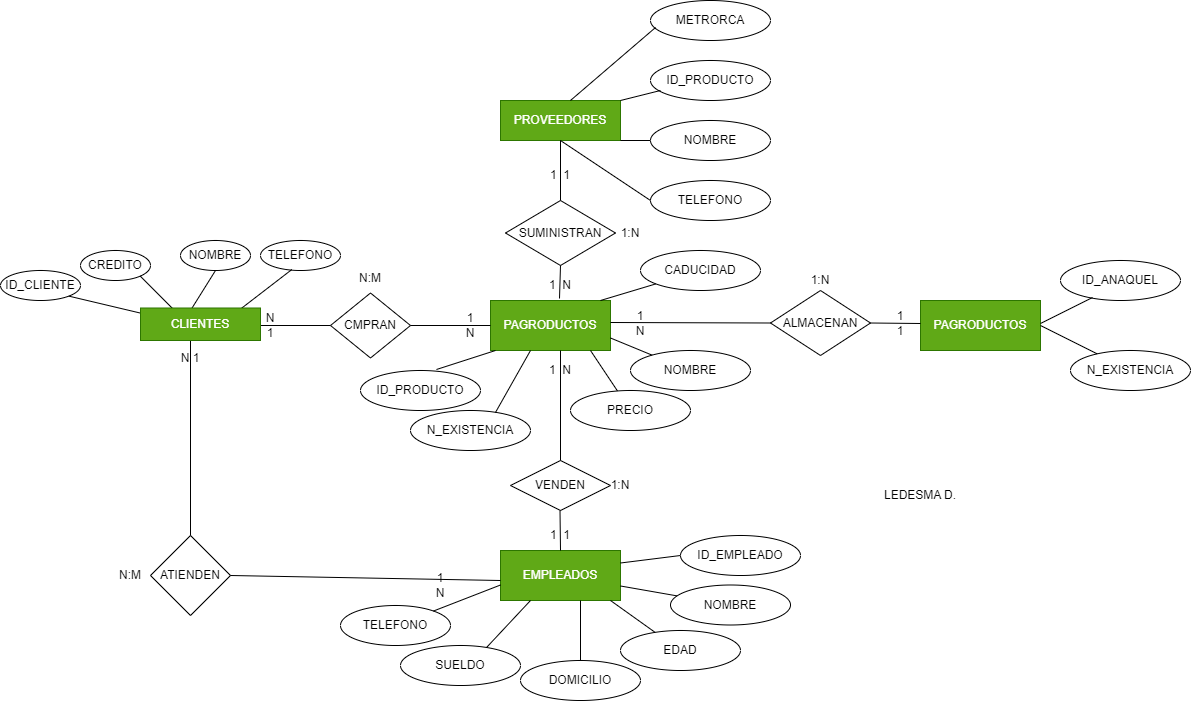 METRORCA
ID_PRODUCTO
PROVEEDORES
NOMBRE
1 1
TELEFONO
SUMINISTRAN 1:N
NOMBRE
TELEFONO
CREDITO
ID_CLIENTE
CADUCIDAD
ID_ANAQUEL
N:M
1:N
1 N
CLIENTES
N
1
CMPRAN
1
N
PAGRODUCTOS
1
N
ALMACENAN
1
1
PAGRODUCTOS
N 1
1 N
NOMBRE
N_EXISTENCIA
ID_PRODUCTO
PRECIO
N_EXISTENCIA
VENDEN 1:N
LEDESMA D.
1 1
ID_EMPLEADO
N:M ATIENDEN
1
N
EMPLEADOS
NOMBRE
TELEFONO
EDAD
SUELDO
DOMICILIO